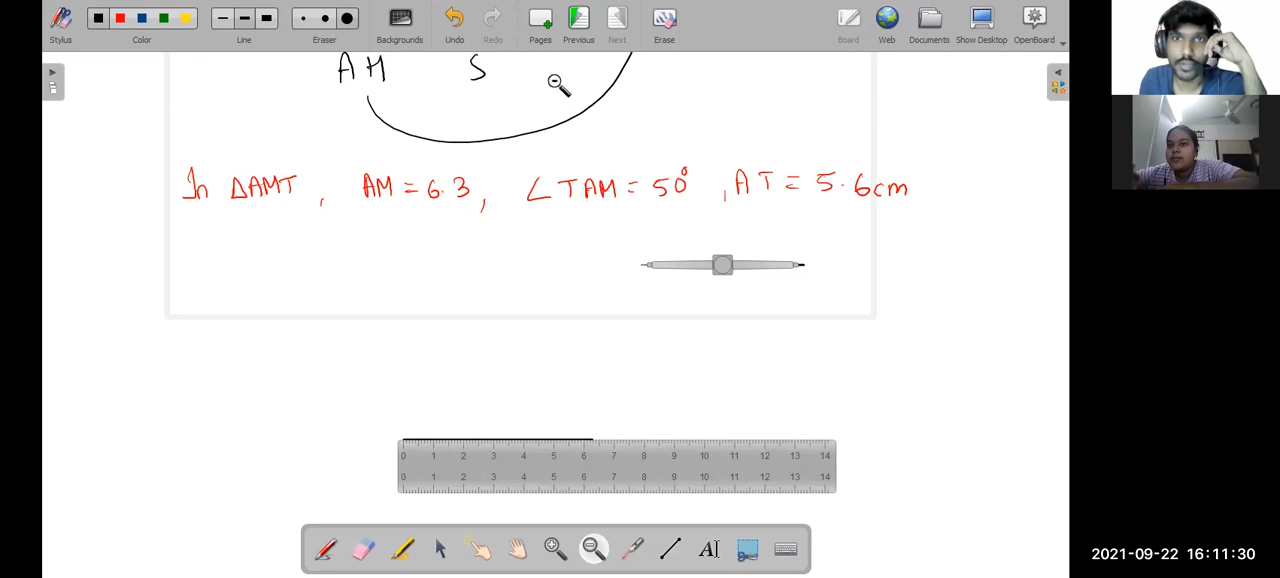 Stylus Color Line Eraser Backgrounds Undo Redo Pages Previous Next Erase Board Web Documents Show Desktop OpenBoard
A M S
In ΔAMT, AM = 6.3, ∠TAM = 50°, AT = 5.6cm
0 1 2 3 4 5 6 7 8 9 10 11 12 13 14
0 1 2 3 4 5 6 7 8 9 10 11 12 13 14
2021-09-22 16:11:30